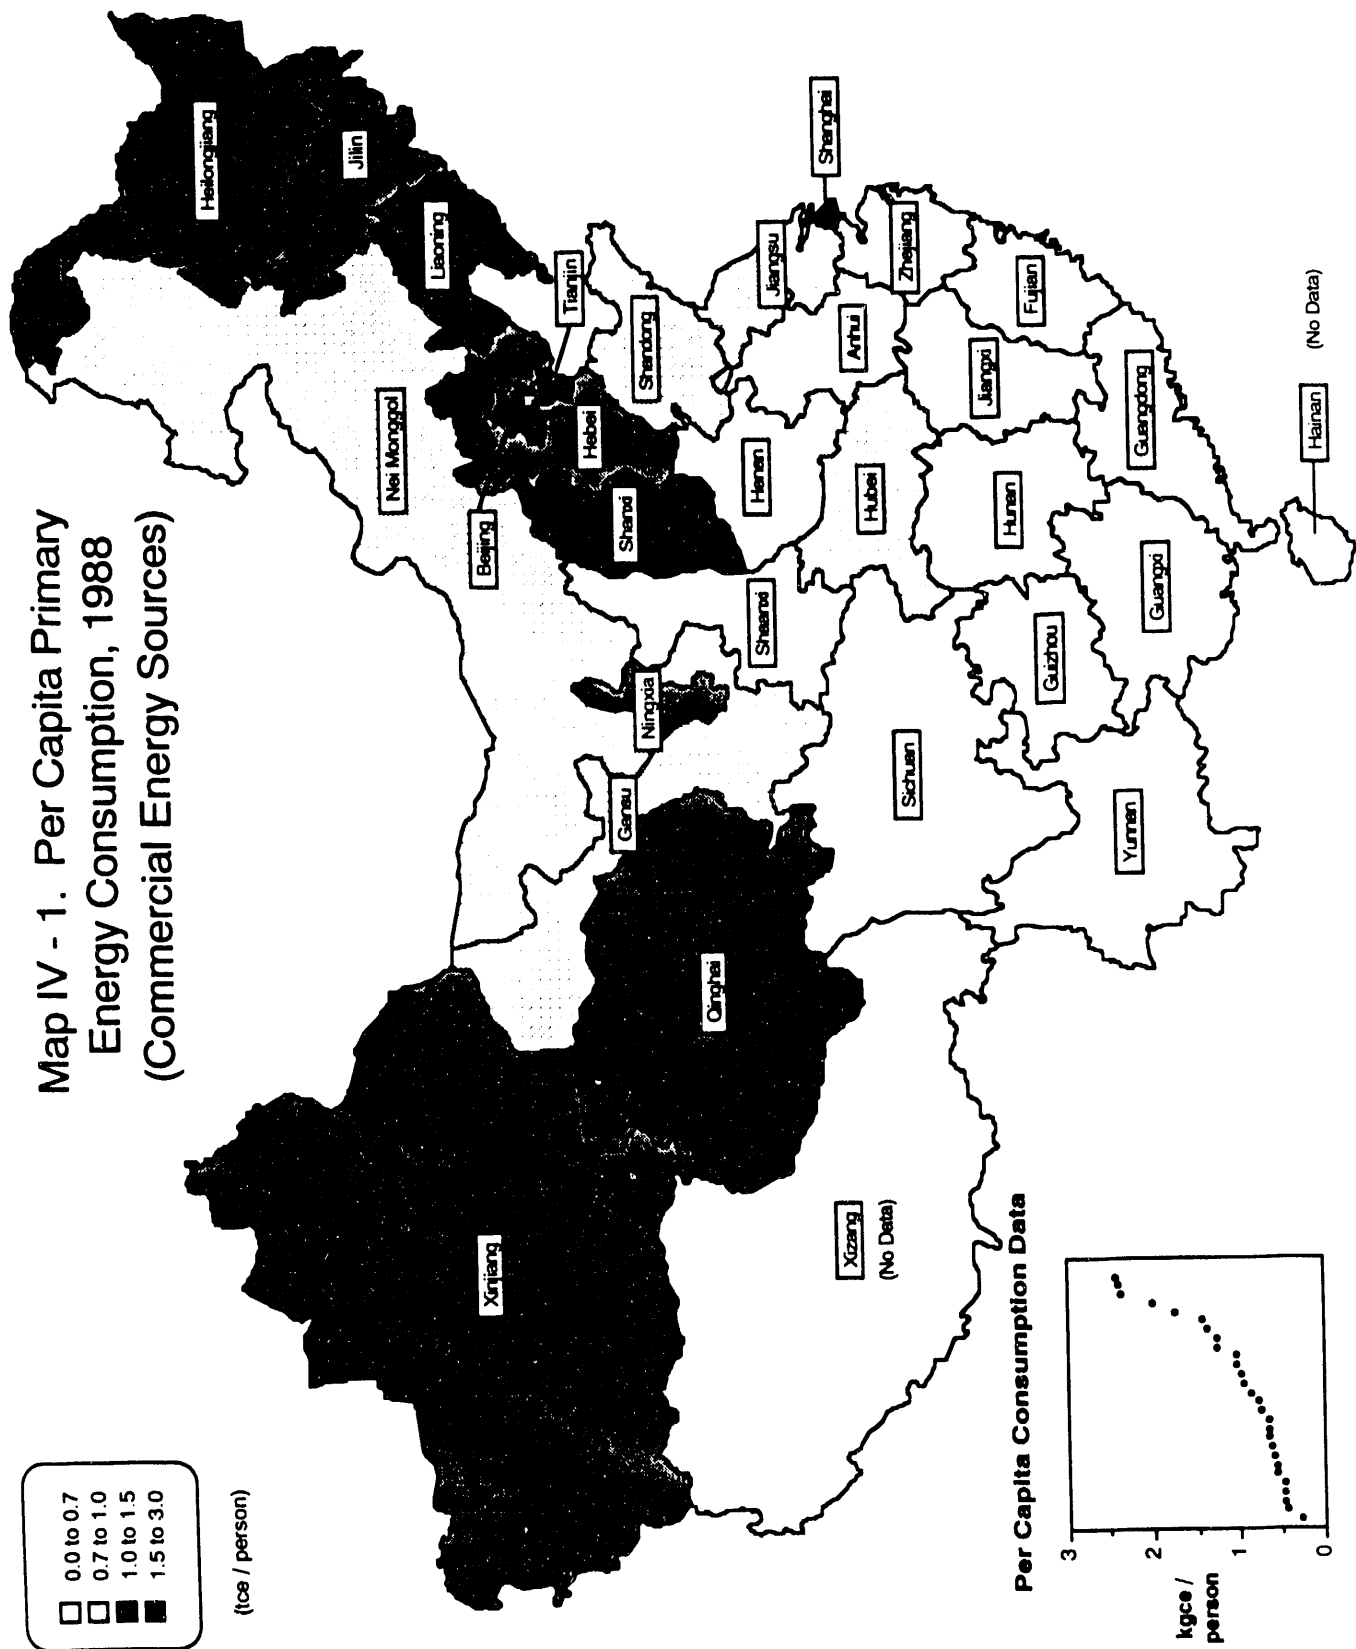 Map IV - 1. Per Capita Primary
Energy Consumption, 1988
(Commercial Energy Sources)
0.0 to 0.7
0.7 to 1.0
1.0 to 1.5
1.5 to 3.0
(tce / person)
Heilongjiang
Jilin
Liaoning
Nei Monggol
Beijing
Tianjin
Hebei
Shanxi
Shandong
Ningxia
Gansu
Shaanxi
Henan
Jiangsu
Shanghai
Anhui
Zhejiang
Hubei
Xinjiang
Qinghai
Xizang
(No Data)
Sichuan
Hunan
Jiangxi
Fujian
Guizhou
Yunnan
Guangxi
Guangdong
Hainan
(No Data)
Per Capita Consumption Data
kgce /
person
3
2
1
0